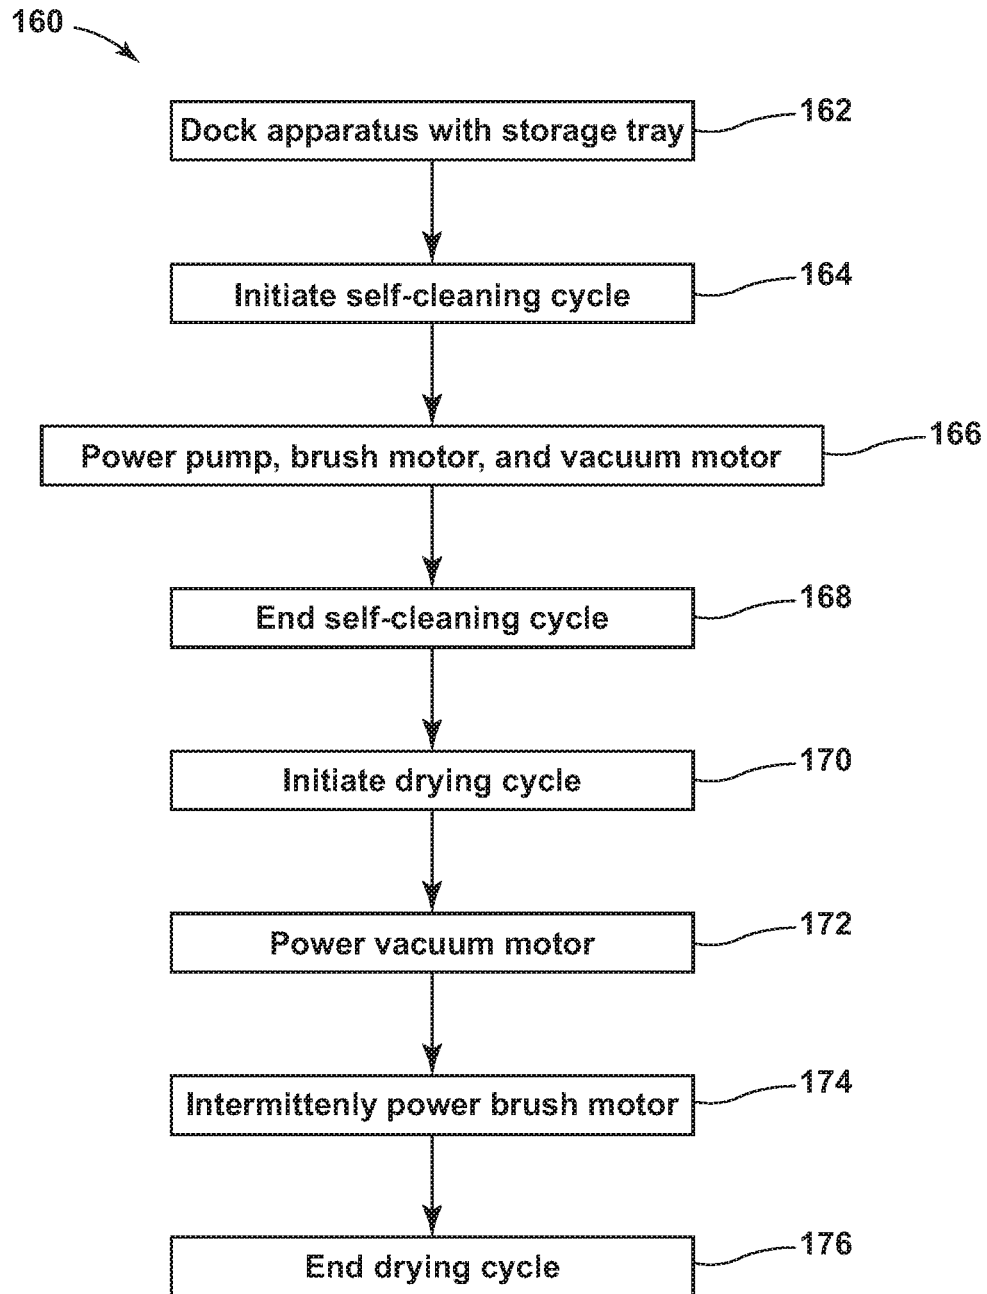 160
Dock apparatus with storage tray 162
Initiate self-cleaning cycle 164
Power pump, brush motor, and vacuum motor 166
End self-cleaning cycle 168
Initiate drying cycle 170
Power vacuum motor 172
Intermittenly power brush motor 174
End drying cycle 176